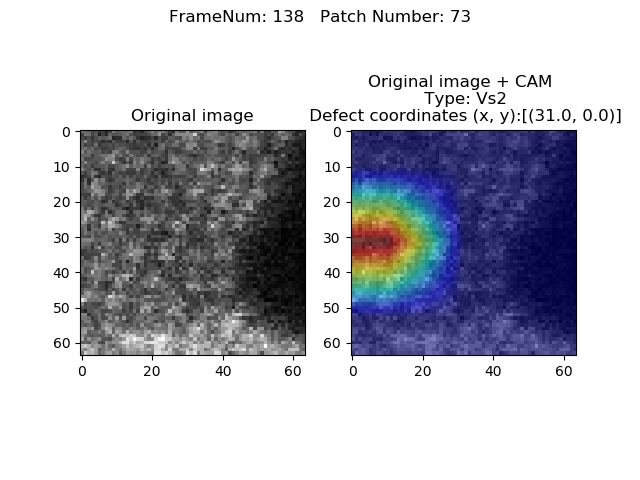 FrameNum: 138   Patch Number: 73
Original image
0
10
20
30
40
50
60
0 20 40 60
Original image + CAM
Type: Vs2
Defect coordinates (x, y):[(31.0, 0.0)]
0
10
20
30
40
50
60
0 20 40 60